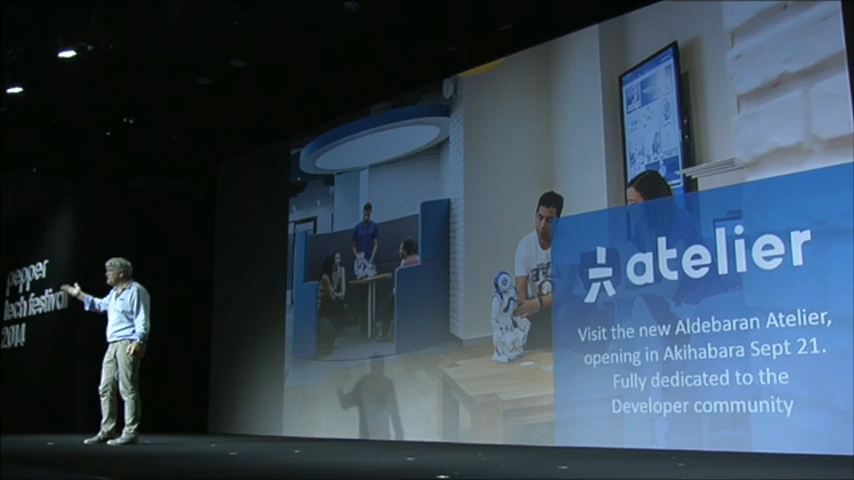 pepper
tech festival
2014
atelier
Visit the new Aldebaran Atelier,
opening in Akihabara Sept 21.
Fully dedicated to the
Developer community